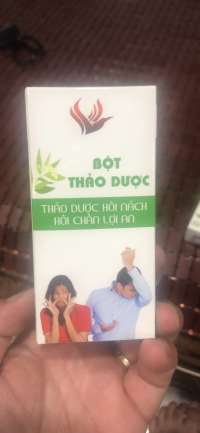 BỘT
THẢO DƯỢC
THẢO DƯỢC HÔI NÁCH
HÔI CHÂN LỢI AN